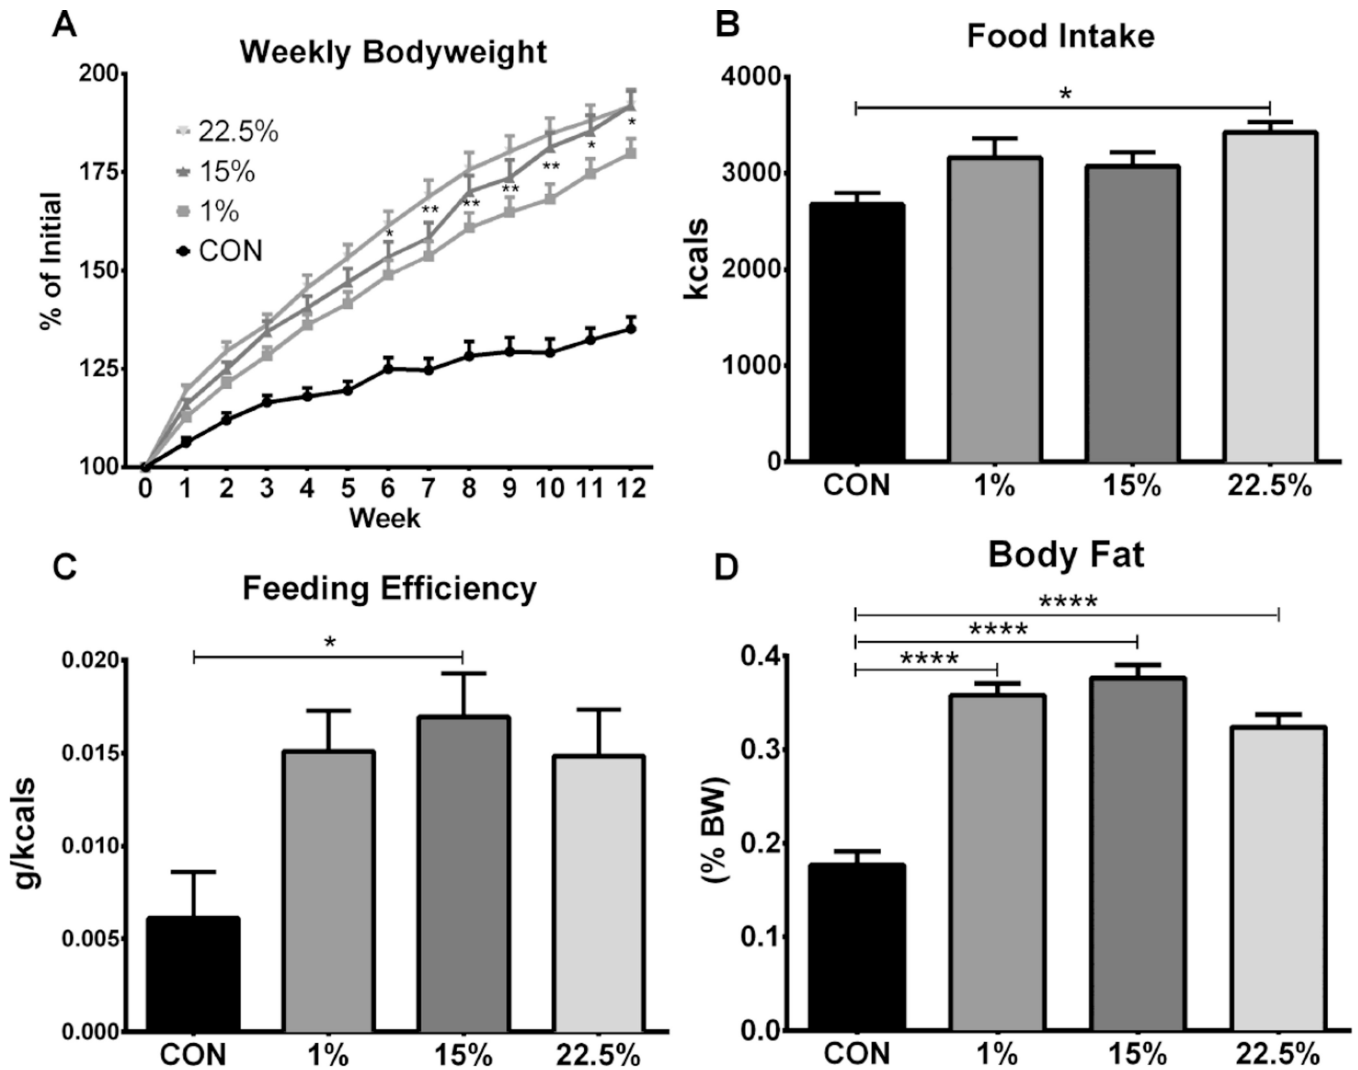 A
Weekly Bodyweight
% of Initial
200
175
150
125
100
22.5%
15%
1%
CON
*
**
**
**
**
*
*
0 1 2 3 4 5 6 7 8 9 10 11 12
Week
B
Food Intake
kcals
4000
3000
2000
1000
0
*
CON 1% 15% 22.5%
C
Feeding Efficiency
g/kcals
0.020
0.015
0.010
0.005
0.000
*
CON 1% 15% 22.5%
D
Body Fat
(% BW)
0.4
0.3
0.2
0.1
0.0
****
****
****
CON 1% 15% 22.5%